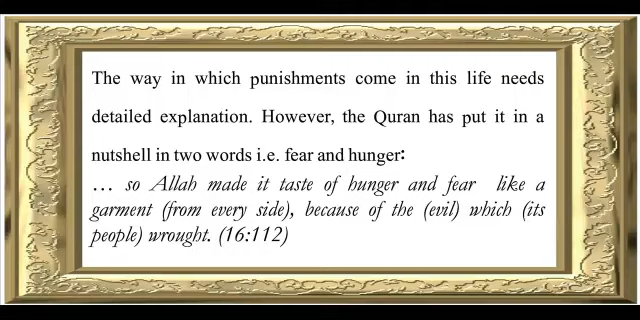 The way in which punishments come in this life needs
detailed explanation. However, the Quran has put it in a
nutshell in two words i.e. fear and hunger:
… so Allah made it taste of hunger and fear like a
garment (from every side), because of the (evil) which (its
people) wrought. (16:112)